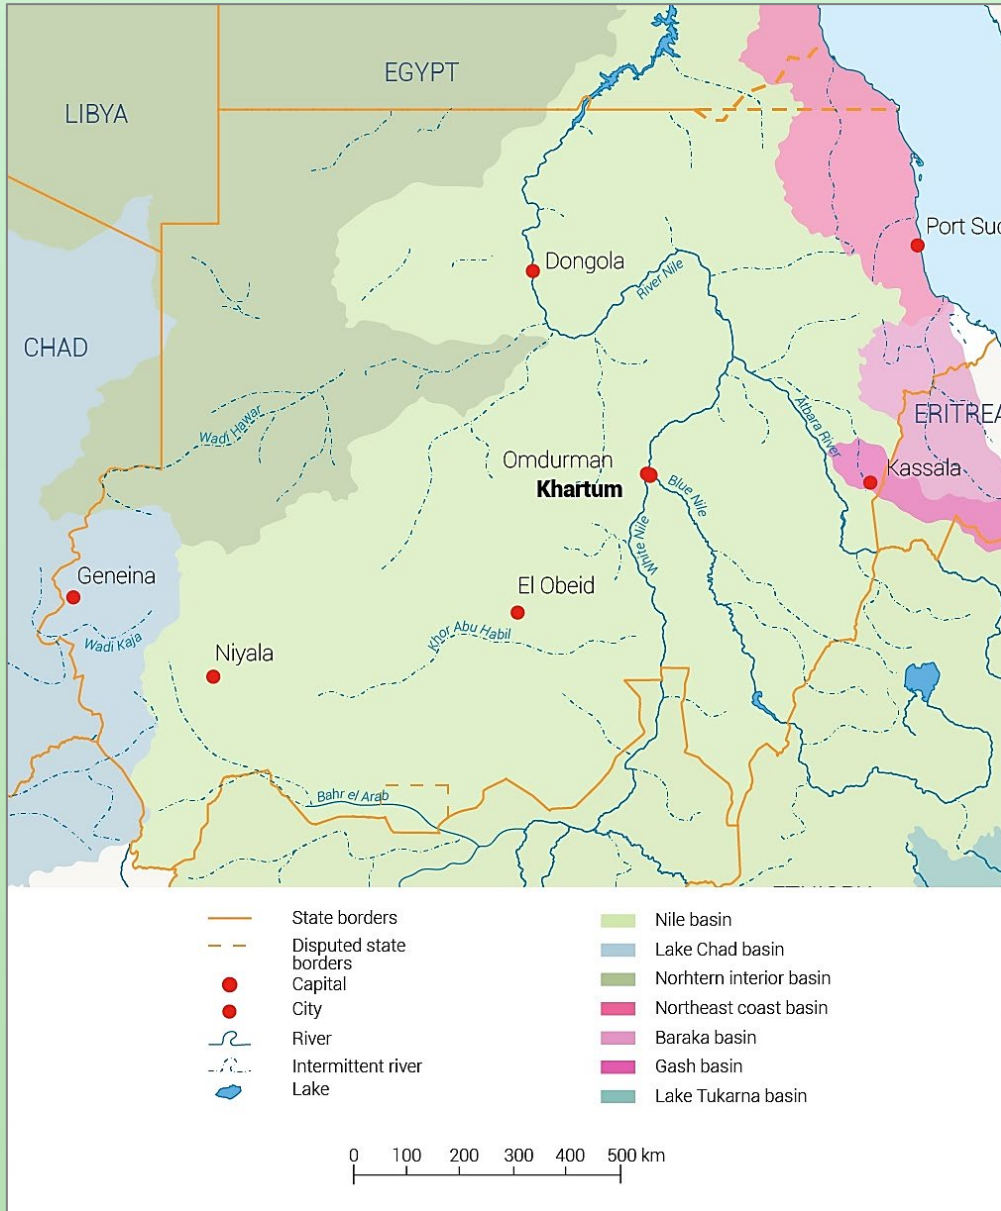 EGYPT
LIBYA
Port Suc
Dongola
River Nile
CHAD
Atbara River
Wadi Hawar
ERITREA
Omdurman
Kassala
Khartum
Blue Nile
White Nile
Geneina
El Obeid
Khor Abu Habil
Wadi Kaja
Niyala
Bahr el Arab
State borders
Disputed state
borders
Capital
City
River
Intermittent river
Lake
Nile basin
Lake Chad basin
Norhtern interior basin
Northeast coast basin
Baraka basin
Gash basin
Lake Tukarna basin
0 100 200 300 400 500 km